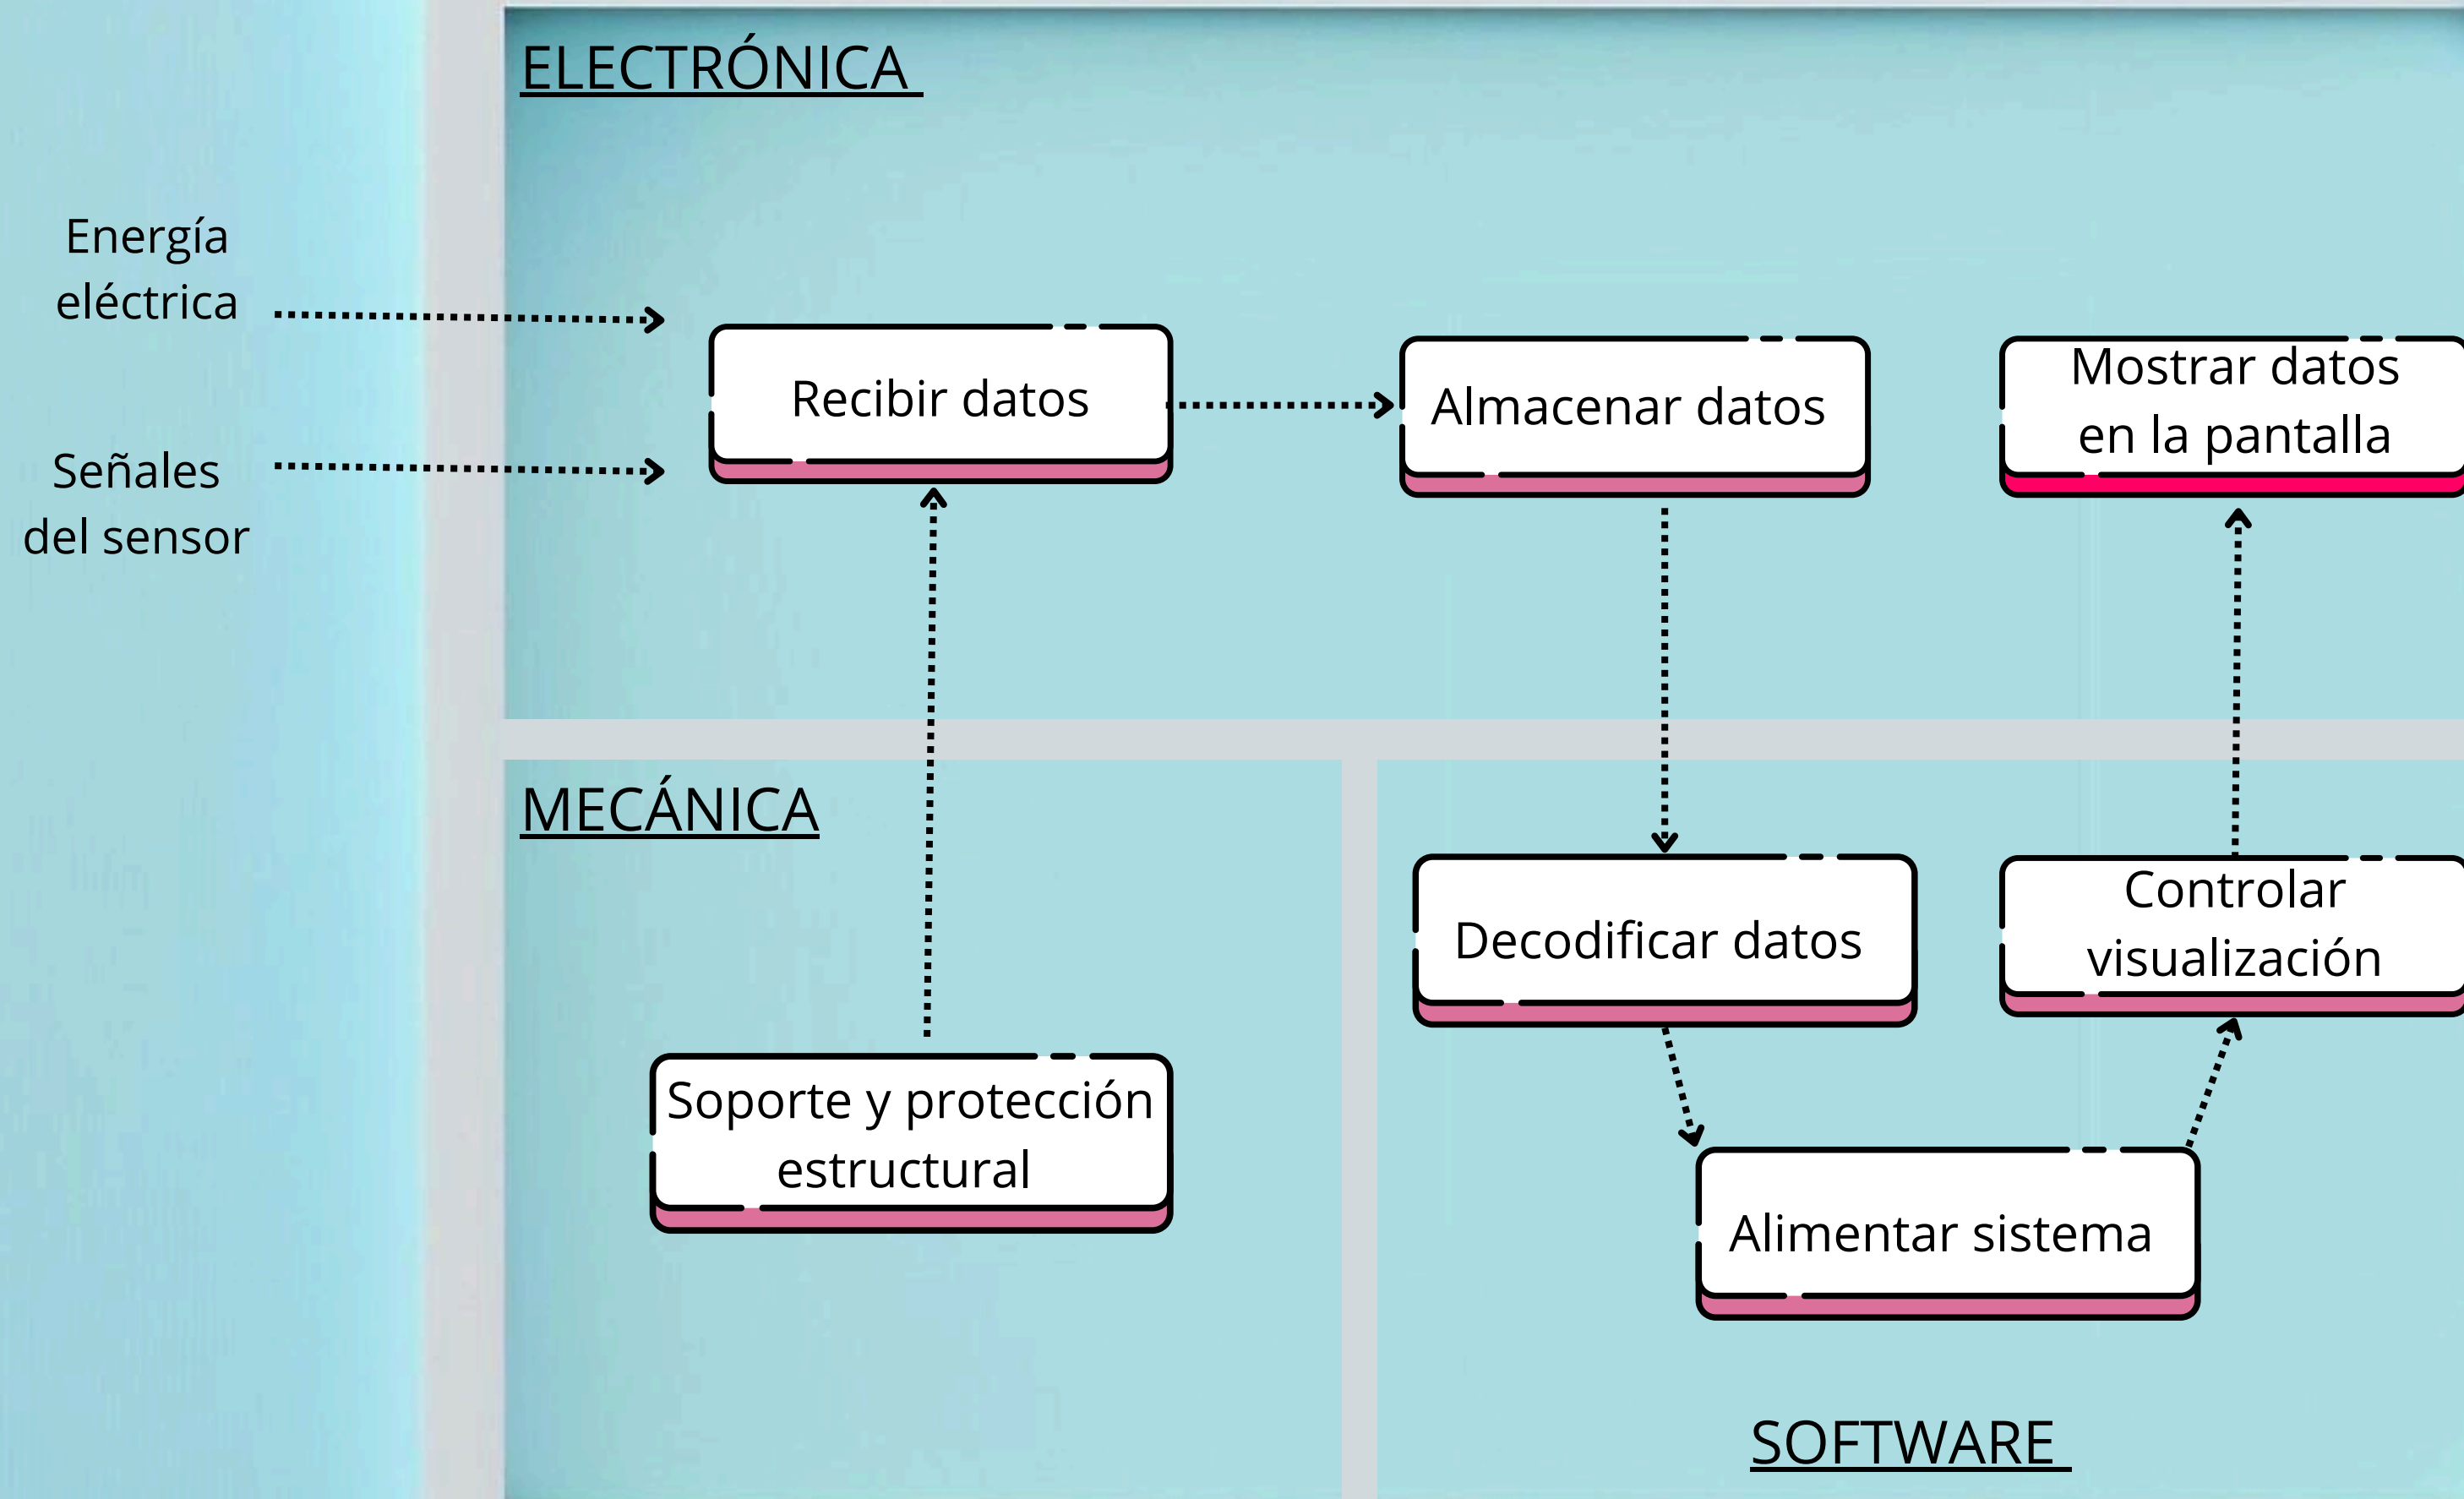 ELECTRÓNICA
Energía
eléctrica
Señales
del sensor
Recibir datos
Almacenar datos
Mostrar datos
en la pantalla
MECÁNICA
Soporte y protección
estructural
Decodificar datos
Controlar
visualización
Alimentar sistema
SOFTWARE